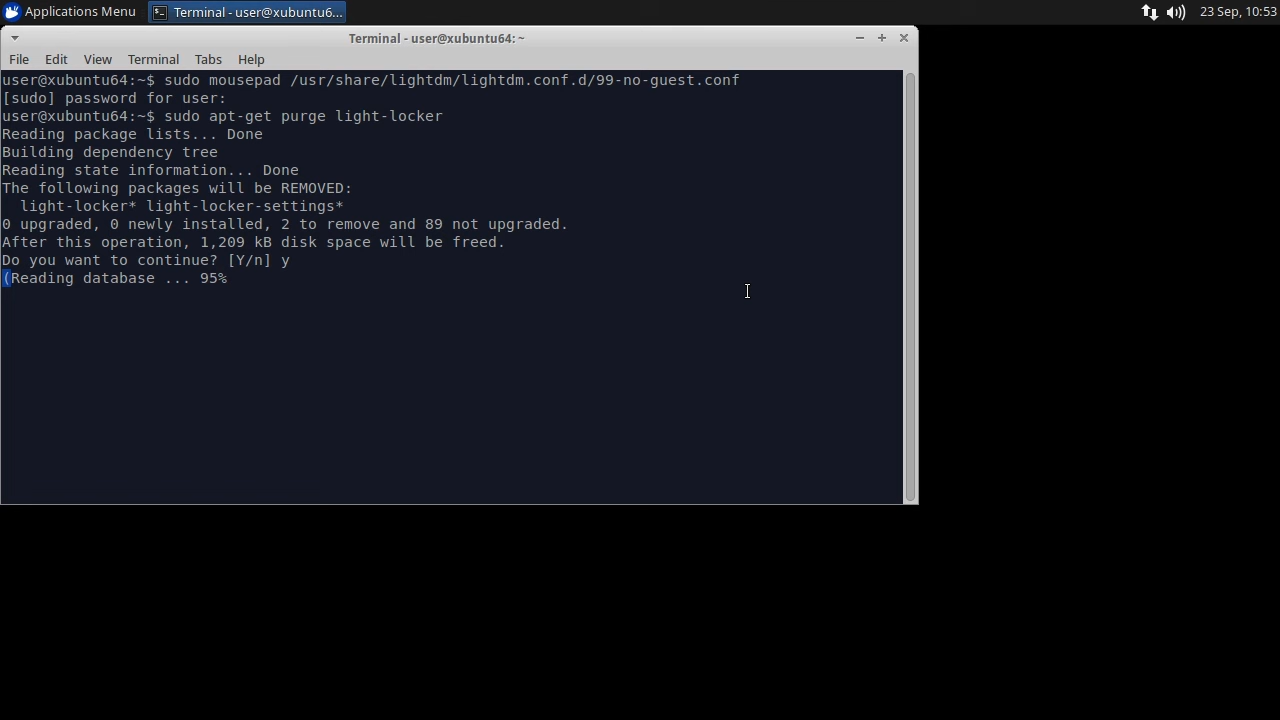 Applications Menu
Terminal - user@xubuntu6...
23 Sep, 10:53
Terminal - user@xubuntu64: ~
File Edit View Terminal Tabs Help
user@xubuntu64:~$ sudo mousepad /usr/share/lightdm/lightdm.conf.d/99-no-guest.conf
[sudo] password for user:
user@xubuntu64:~$ sudo apt-get purge light-locker
Reading package lists... Done
Building dependency tree
Reading state information... Done
The following packages will be REMOVED:
  light-locker* light-locker-settings*
0 upgraded, 0 newly installed, 2 to remove and 89 not upgraded.
After this operation, 1,209 kB disk space will be freed.
Do you want to continue? [Y/n] y
(Reading database ... 95%